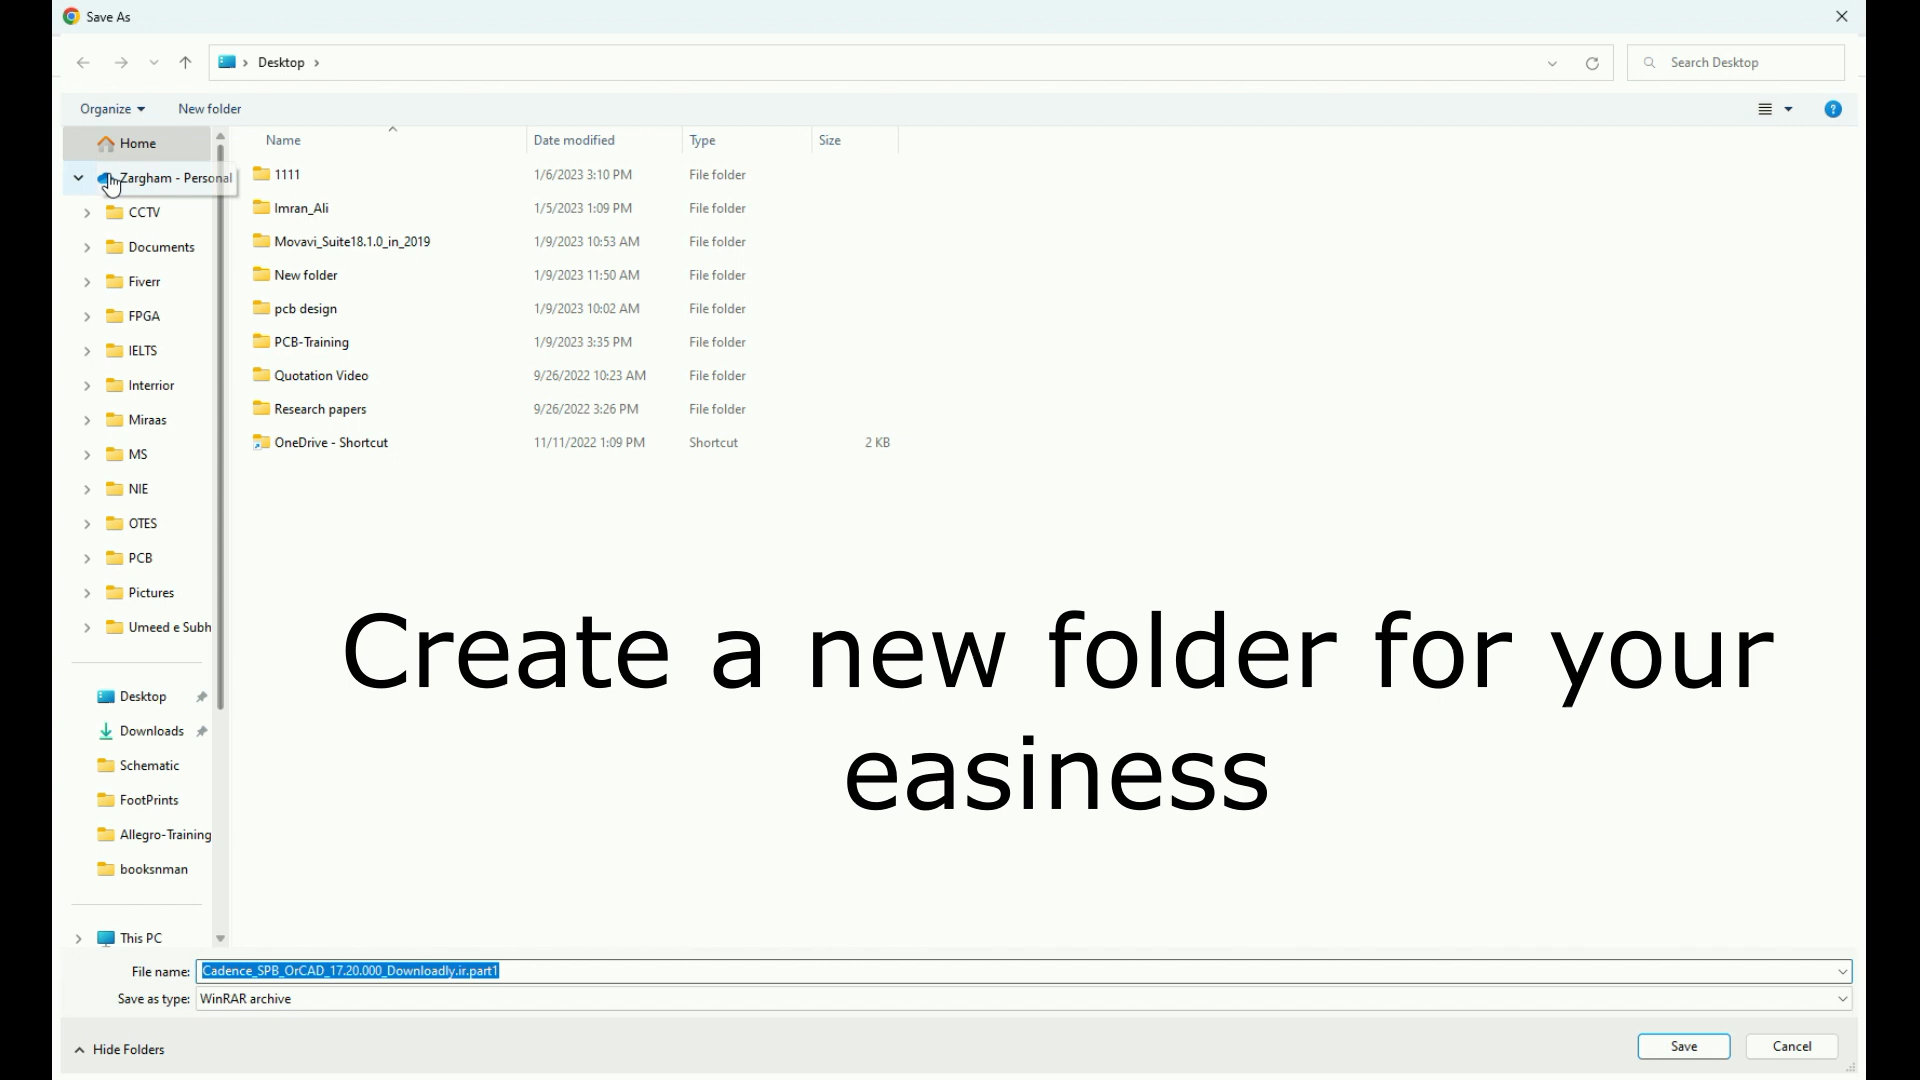 Save As
Desktop
Search Desktop
Organize
New folder
Home
Zargham - Personal
CCTV
Documents
Fiverr
FPGA
IELTS
Interrior
Miraas
MS
NIE
OTES
PCB
Pictures
Umeed e Subh
Desktop
Downloads
Schematic
FootPrints
Allegro-Training
booksnman
This PC
Name Date modified Type Size
1111 1/6/2023 3:10 PM File folder
Imran_Ali 1/5/2023 1:09 PM File folder
Movavi_Suite18.1.0_in_2019 1/9/2023 10:53 AM File folder
New folder 1/9/2023 11:50 AM File folder
pcb design 1/9/2023 10:02 AM File folder
PCB-Training 1/9/2023 3:35 PM File folder
Quotation Video 9/26/2022 10:23 AM File folder
Research papers 9/26/2022 3:26 PM File folder
OneDrive - Shortcut 11/11/2022 1:09 PM Shortcut 2 KB
Create a new folder for your
easiness
File name: Cadence_SPB_OrCAD_17.20.000_Downloadly.ir.part1
Save as type: WinRAR archive
Hide Folders
Save
Cancel